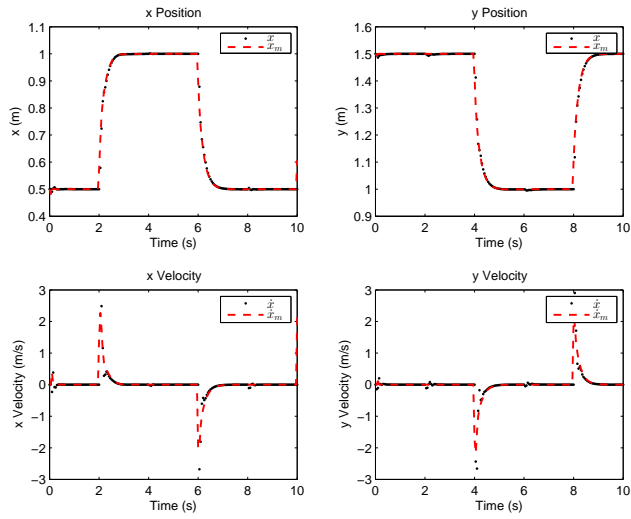 x Position
1.1
1
0.9
0.8
0.7
0.6
0.5
0.4
x (m)
0 2 4 6 8 10
Time (s)
x
x_m
y Position
1.6
1.5
1.4
1.3
1.2
1.1
1
0.9
y (m)
0 2 4 6 8 10
Time (s)
x
x_m
x Velocity
3
2
1
0
−1
−2
−3
x Velocity (m/s)
0 2 4 6 8 10
Time (s)
ẋ
ẋ_m
y Velocity
3
2
1
0
−1
−2
−3
y Velocity (m/s)
0 2 4 6 8 10
Time (s)
ẋ
ẋ_m